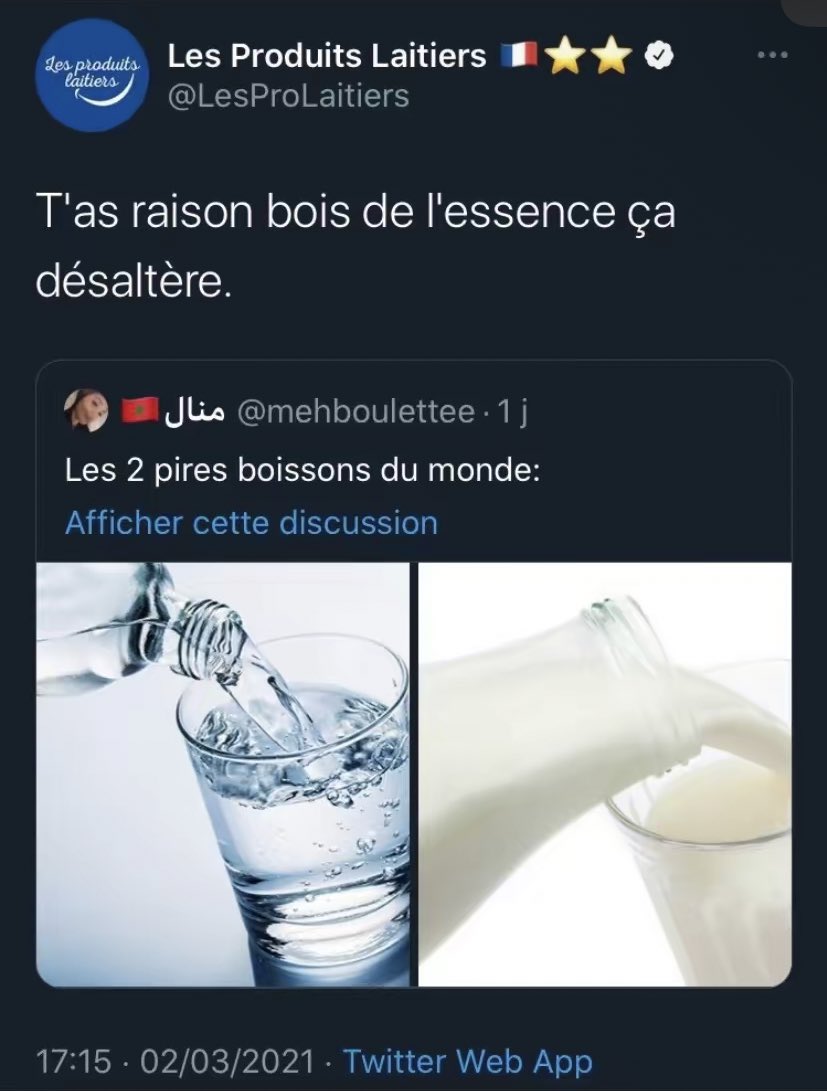 Les produits
laitiers
Les Produits Laitiers 🇫🇷⭐⭐
@LesProLaitiers
T'as raison bois de l'essence ça
désaltère.
🇲🇦منال @mehboulettee · 1 j
Les 2 pires boissons du monde:
Afficher cette discussion
17:15 · 02/03/2021 · Twitter Web App